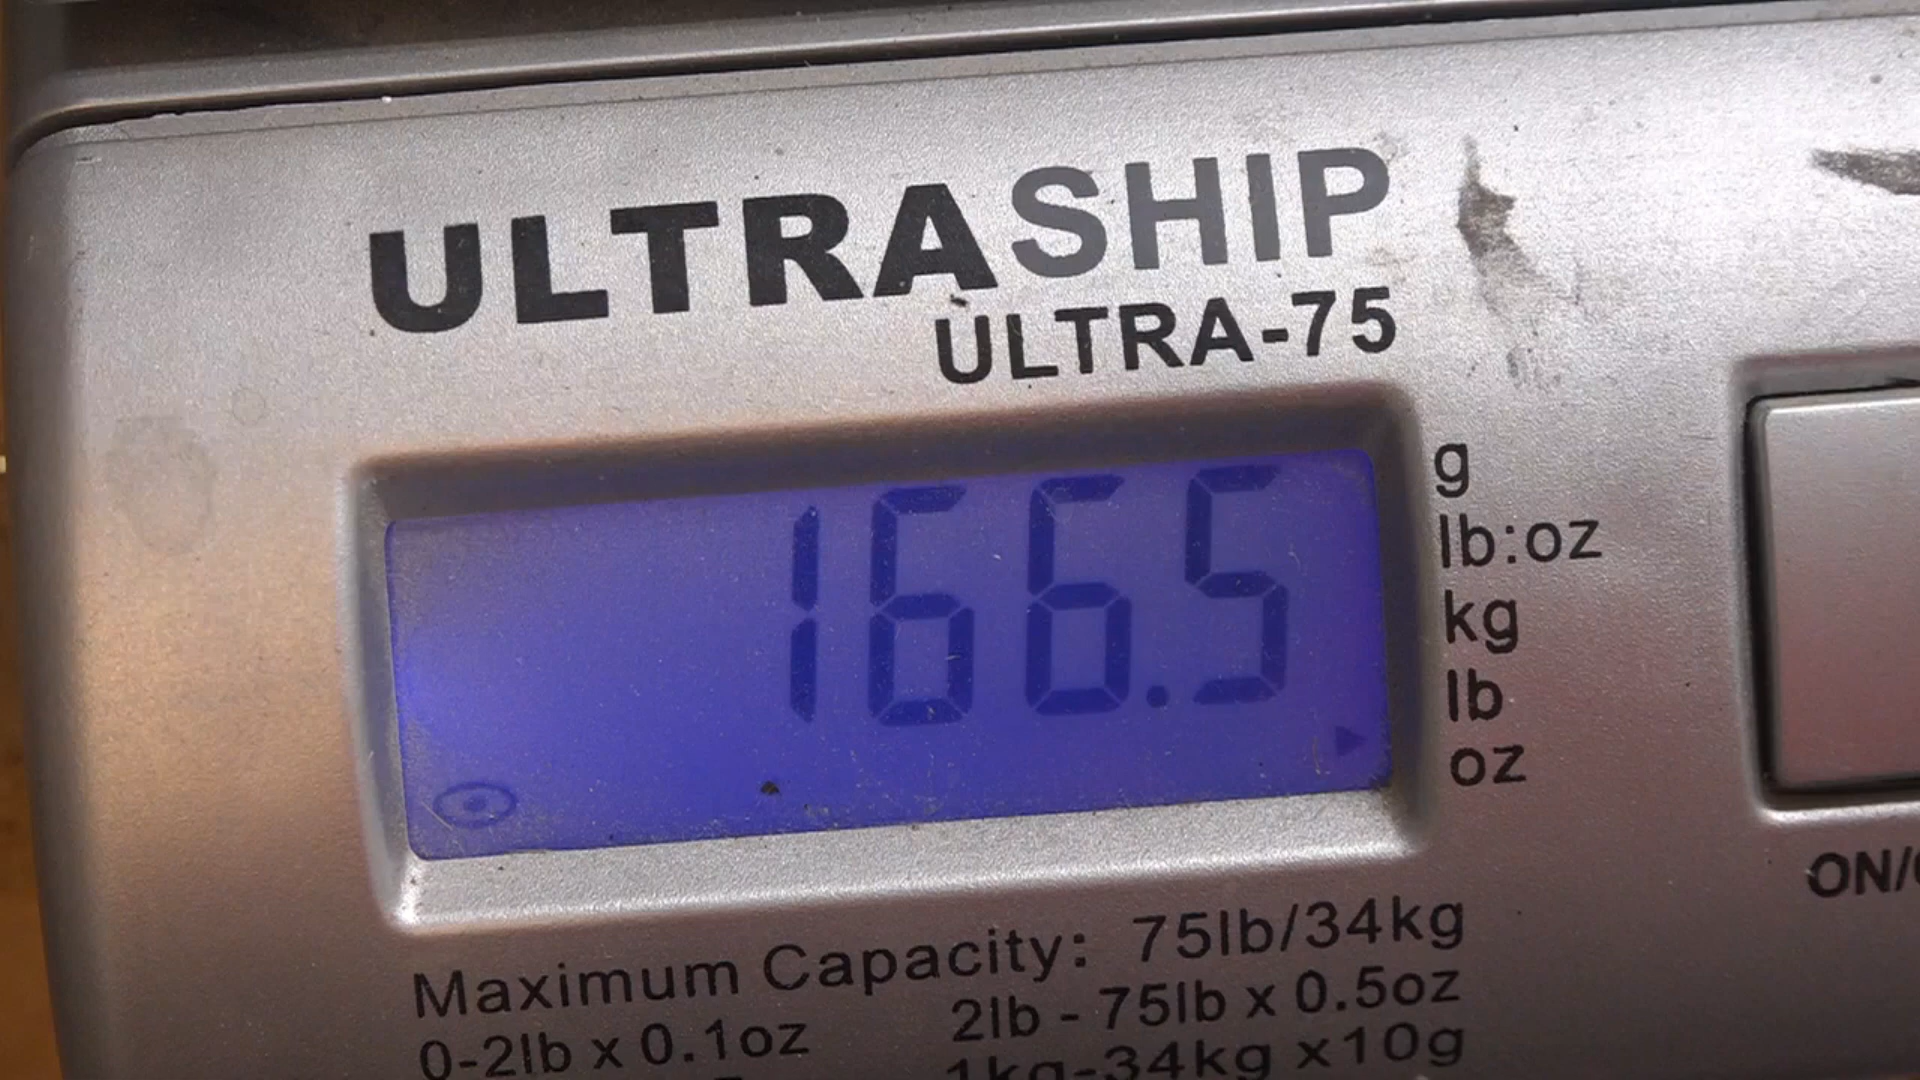 ULTRASHIP
ULTRA-75
166.5
g
lb:oz
kg
lb
oz
Maximum Capacity: 75lb/34kg
0-2lb x 0.1oz 2lb - 75lb x 0.5oz
1kg-34kg x10g